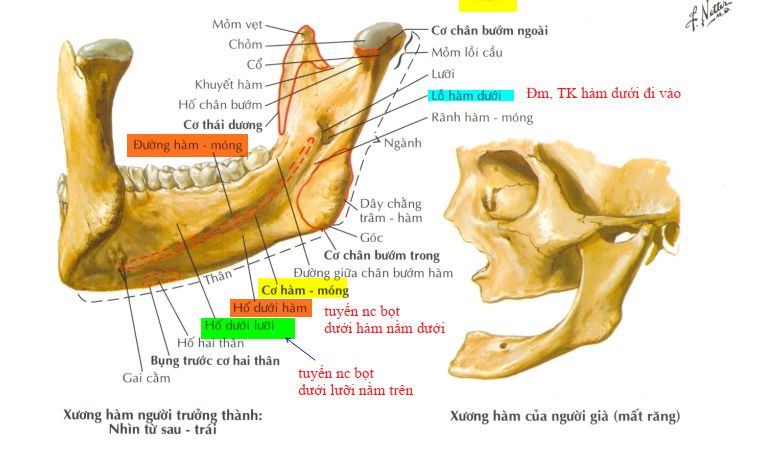 F. Netter
M.D.
Mỏm vẹt
Chỏm
Cổ
Khuyết hàm
Hố chân bướm
Cơ thái dương
Đường hàm - móng
Cơ chân bướm ngoài
Mỏm lồi cầu
Lưỡi
Lỗ hàm dưới
Đm, TK hàm dưới đi vào
Rãnh hàm - móng
Ngành
Dây chằng
trâm - hàm
Góc
Cơ chân bướm trong
Đường giữa chân bướm hàm
Thân
Cơ hàm - móng
Hố dưới hàm
tuyến nc bọt
dưới hàm nằm dưới
Hố dưới lưỡi
Hố hai thân
Bụng trước cơ hai thân
Gai cằm
tuyến nc bọt
dưới lưỡi nằm trên
Xương hàm người trưởng thành:
Nhìn từ sau - trái
Xương hàm của người già (mất răng)